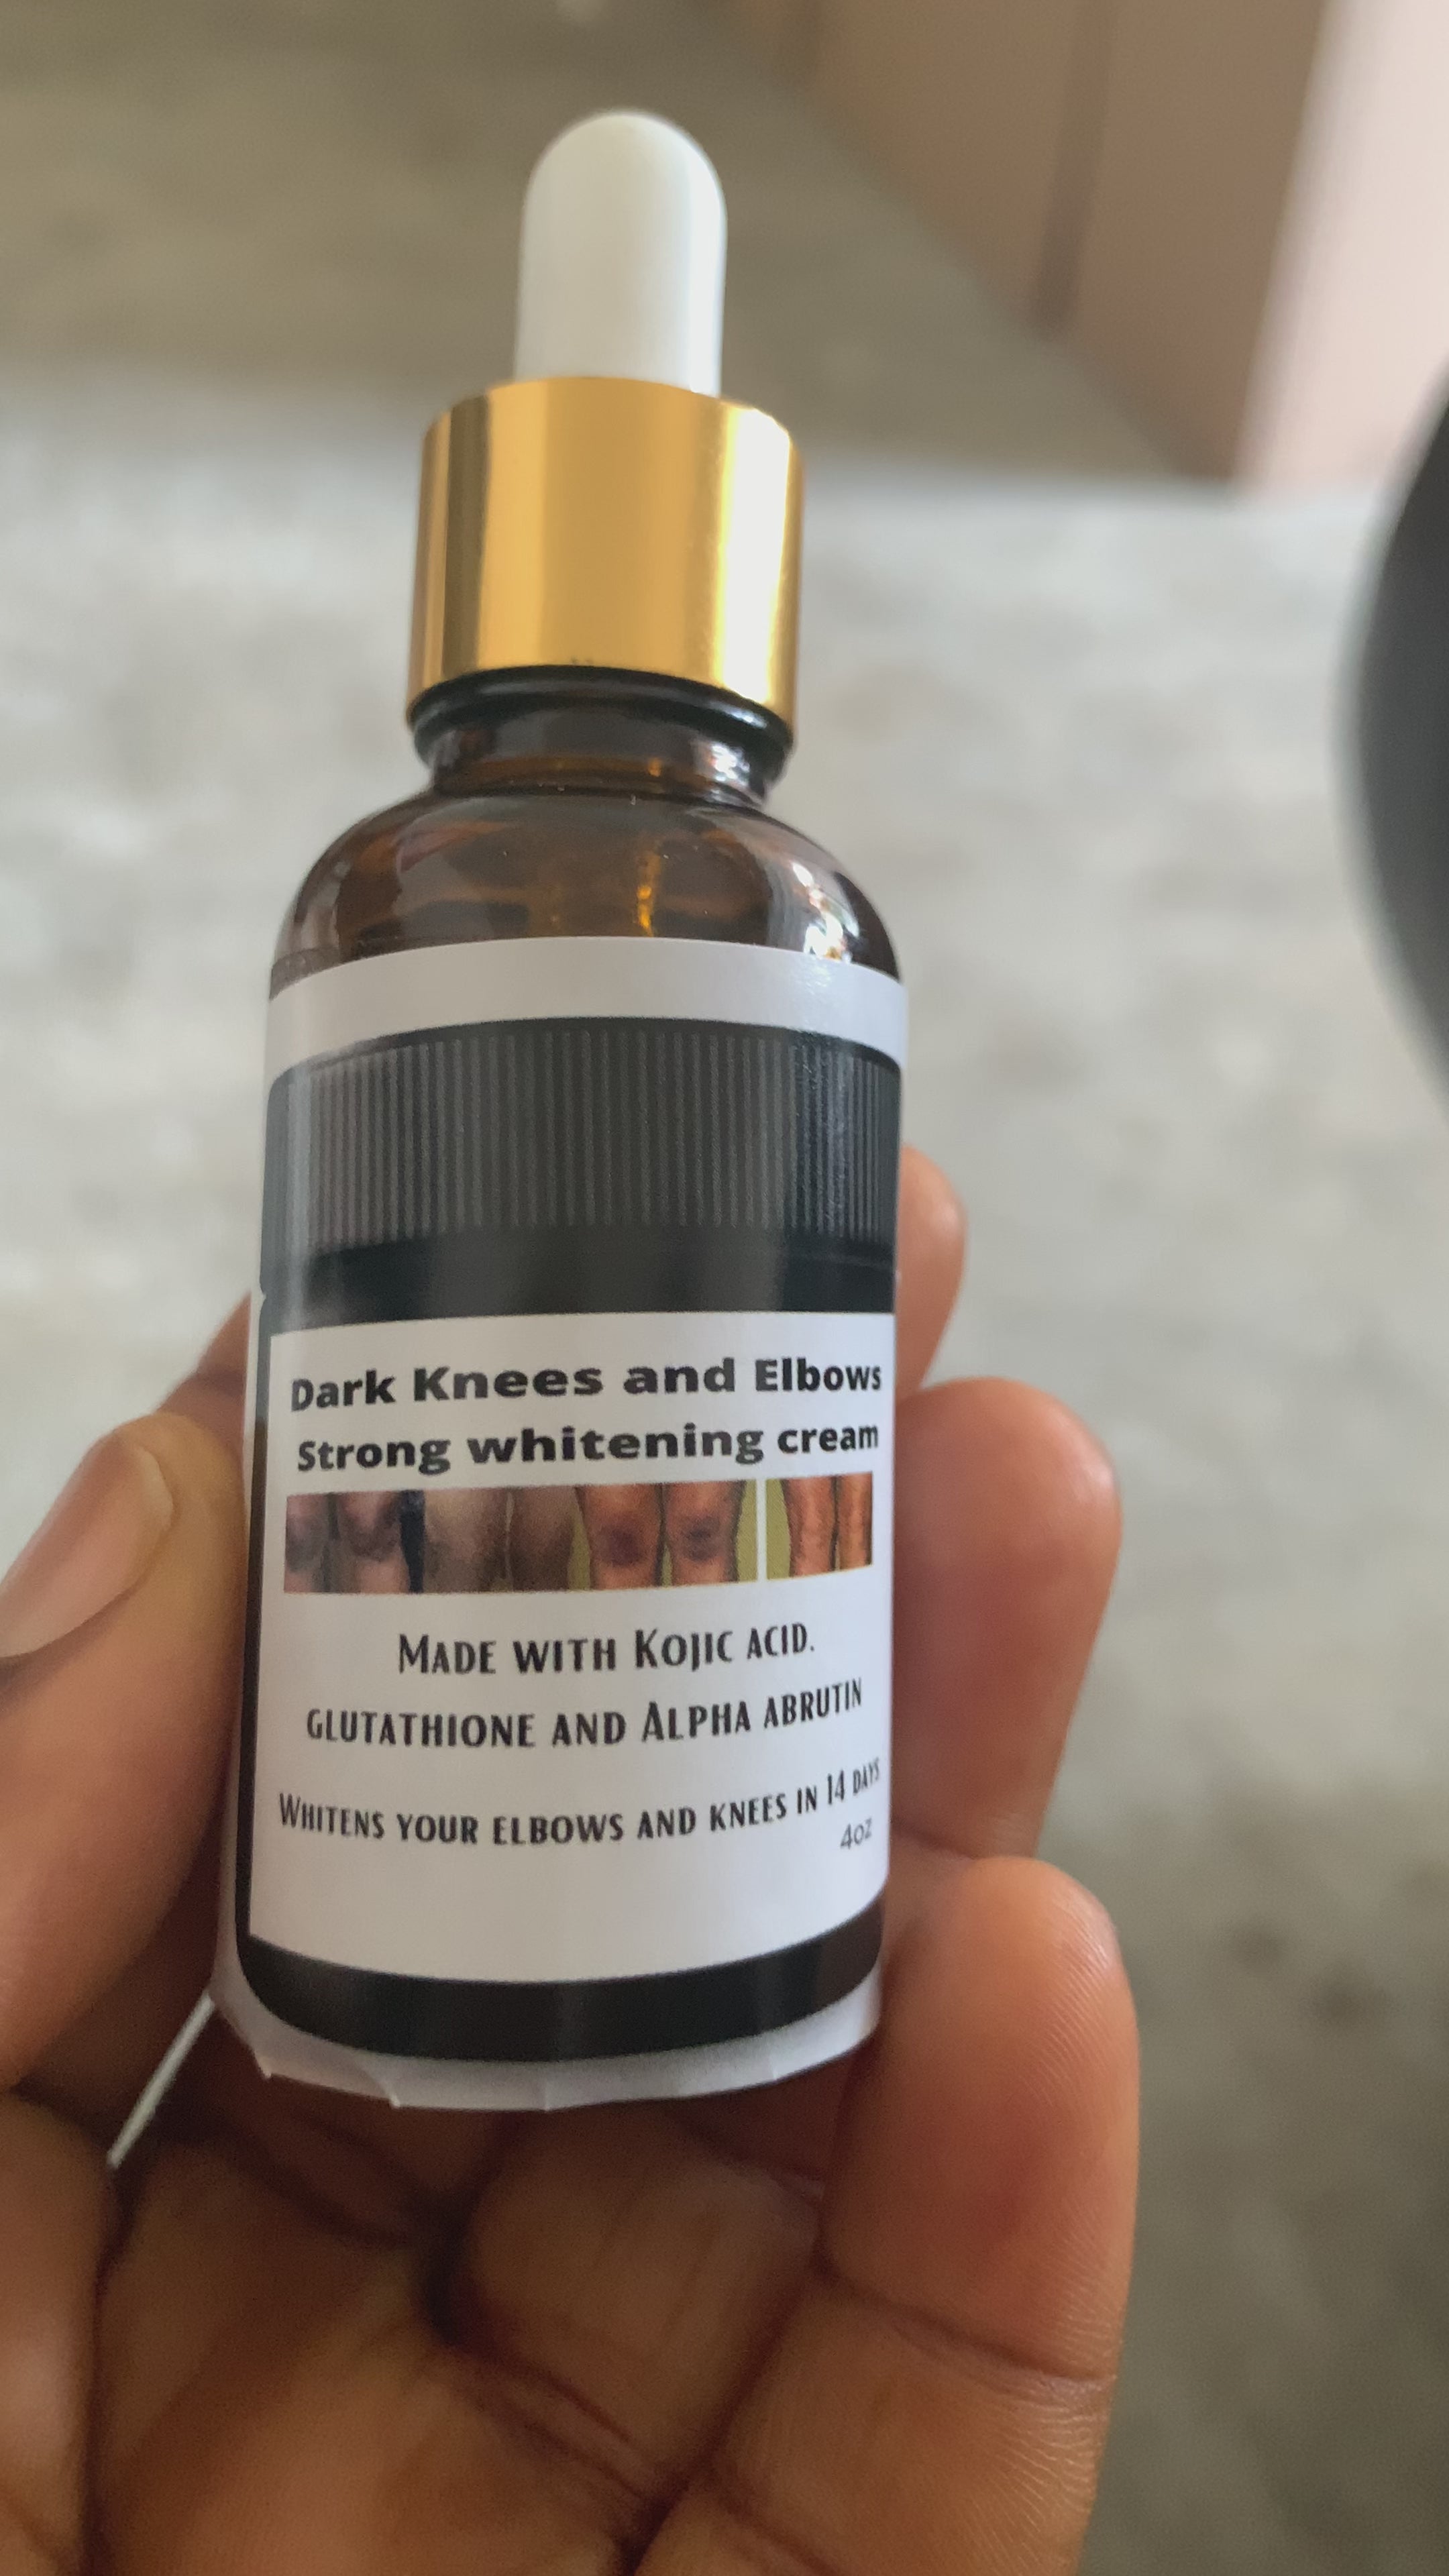 Dark Knees and Elbows
Strong whitening cream
MADE WITH KOJIC ACID.
GLUTATHIONE AND ALPHA ABRUTIN
WHITENS YOUR ELBOWS AND KNEES IN 14 DAYS
4oz